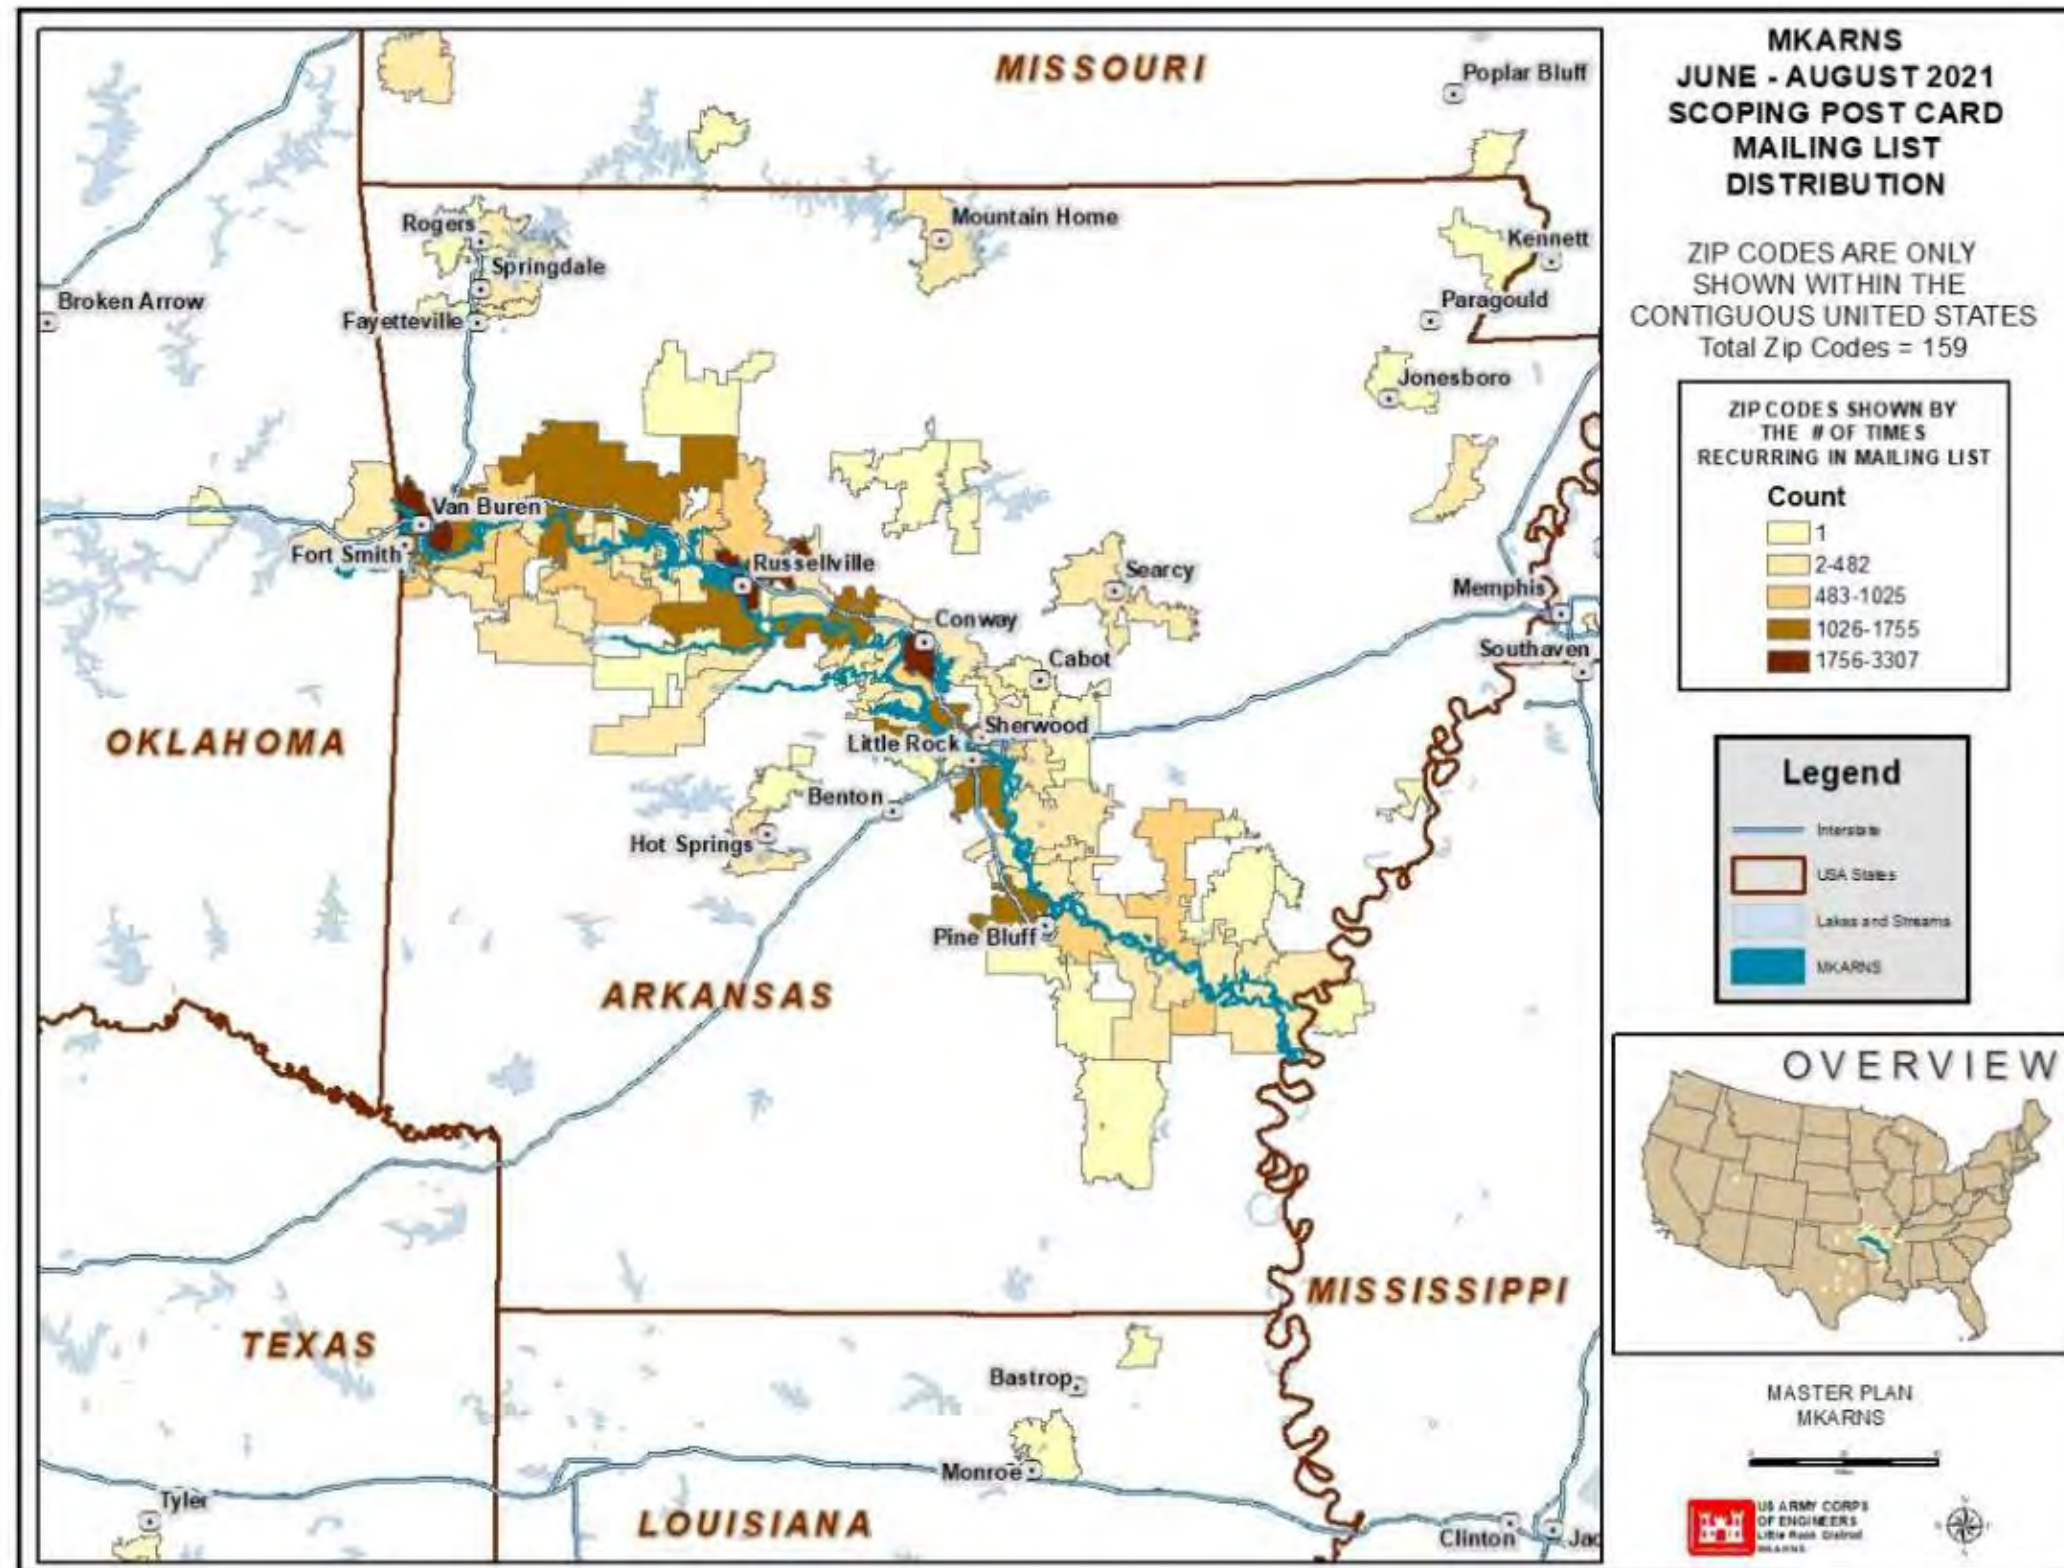 MISSOURI
Poplar Bluff
Rogers
Mountain Home
Kennett
Springdale
Broken Arrow
Fayetteville
Paragould
Jonesboro
Van Buren
Fort Smith
Russellville
Searcy
Memphis
Conway
Southaven
Cabot
OKLAHOMA
Sherwood
Little Rock
Benton
Hot Springs
Pine Bluff
ARKANSAS
MISSISSIPPI
TEXAS
Bastrop
Monroe
Tyler
LOUISIANA
Clinton
Jac
MKARNS
JUNE - AUGUST 2021
SCOPING POST CARD
MAILING LIST
DISTRIBUTION
ZIP CODES ARE ONLY
SHOWN WITHIN THE
CONTIGUOUS UNITED STATES
Total Zip Codes = 159
ZIP CODES SHOWN BY
THE # OF TIMES
RECURRING IN MAILING LIST
Count
1
2-482
483-1025
1026-1755
1756-3307
Legend
Interstate
USA States
Lakes and Streams
MKARNS
OVERVIEW
MASTER PLAN
MKARNS
US ARMY CORPS
OF ENGINEERS
Little Rock District
MKARNS